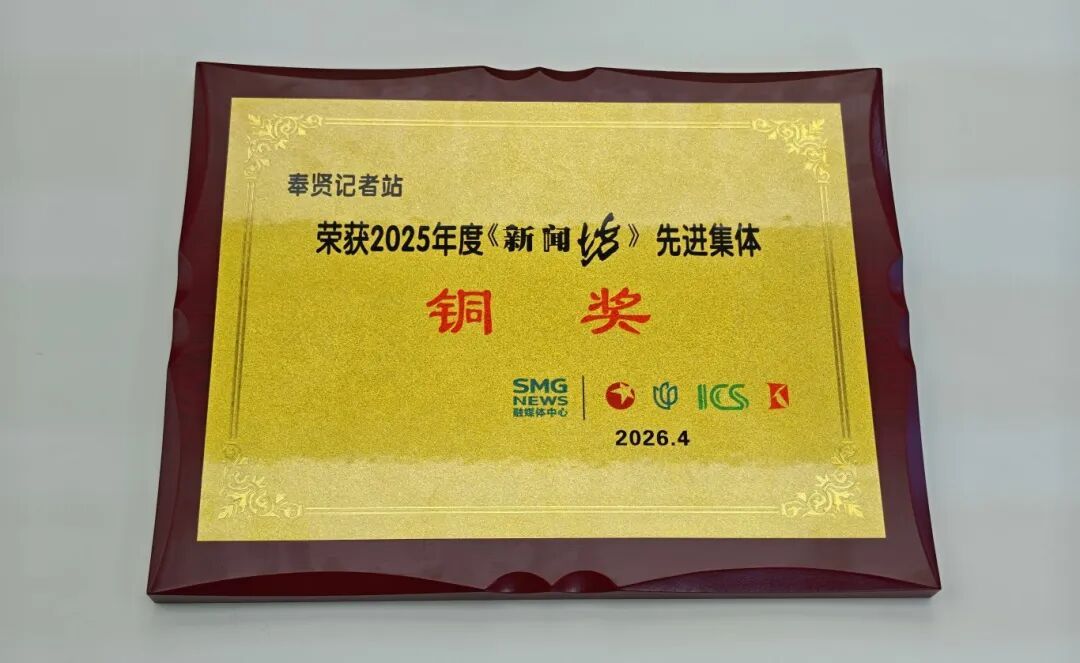 奉贤记者站
荣获2025年度《新闻坊》先进集体
铜 奖
SMG
NEWS
融媒体中心
ICS
2026.4